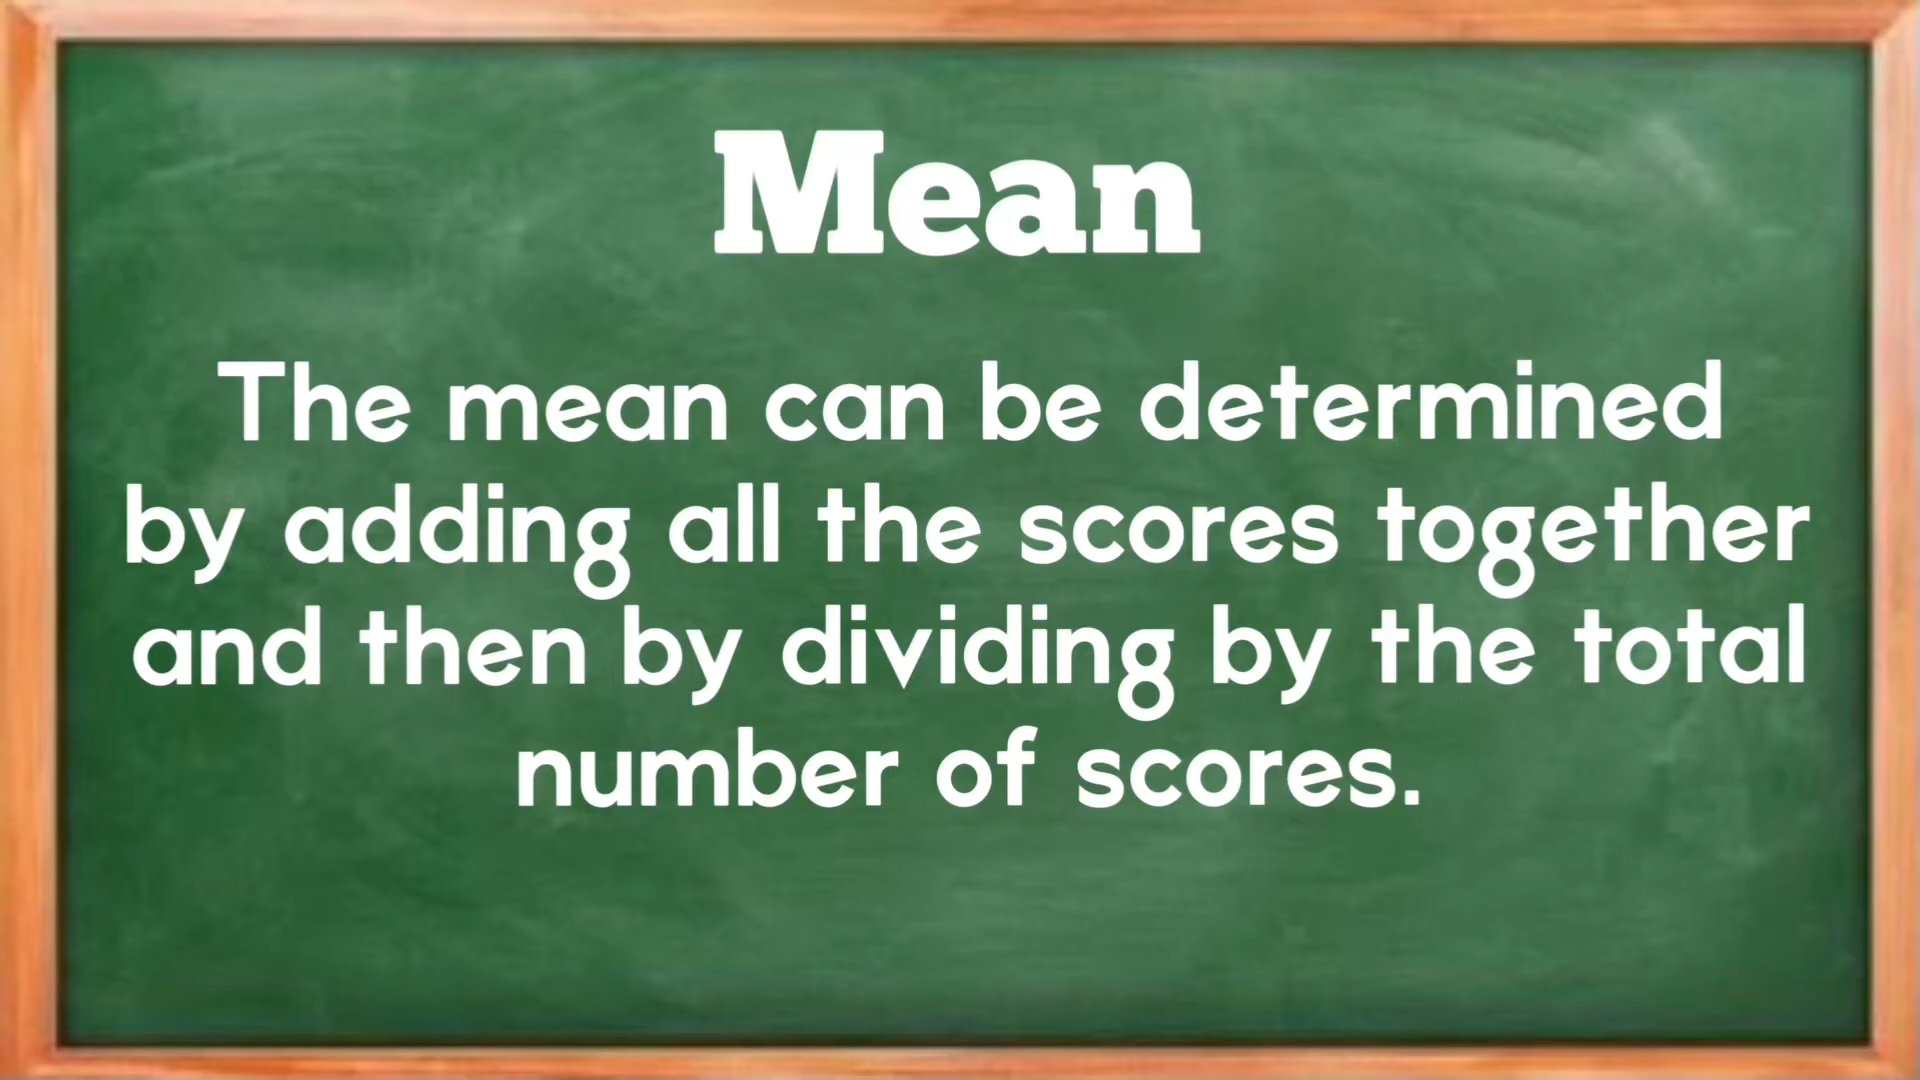 Mean
The mean can be determined
by adding all the scores together
and then by dividing by the total
number of scores.